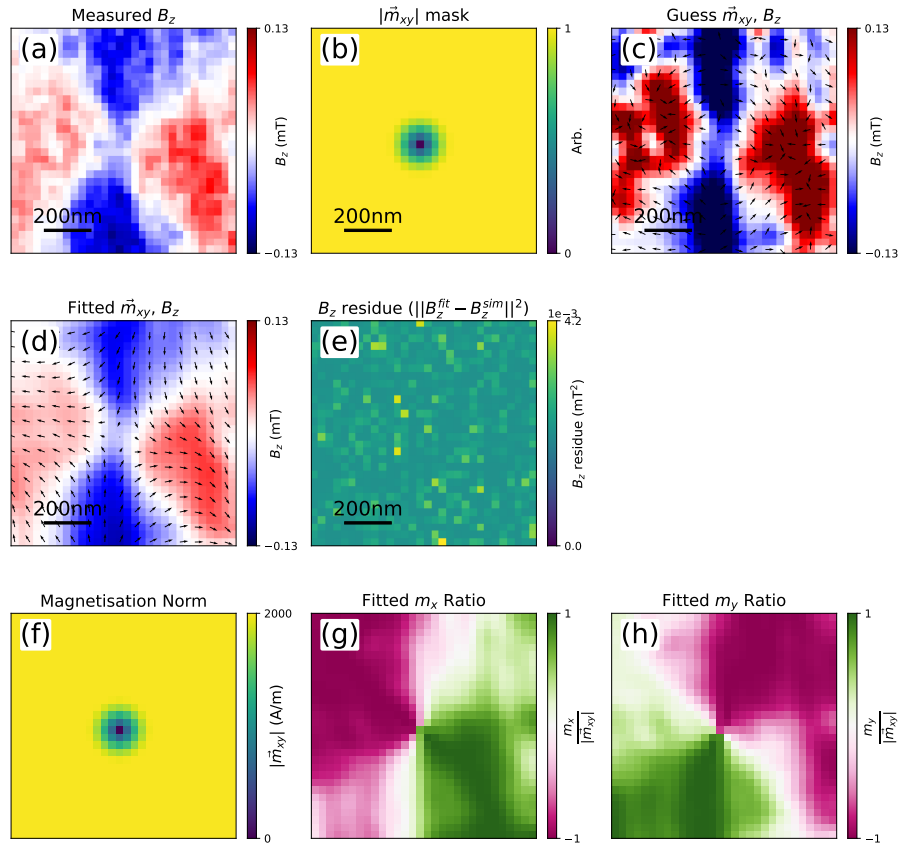 Measured B_z
(a)
200nm
0.13
−0.13
B_z (mT)
|m⃗_xy| mask
(b)
1
0
Arb.
Guess m⃗_xy, B_z
(c)
200nm
0.13
−0.13
B_z (mT)
Fitted m⃗_xy, B_z
(d)
200nm
0.13
−0.13
B_z (mT)
B_z residue (||B_z^fit − B_z^sim||²)
(e)
200nm
1e−3
4.2
0.0
B_z residue (mT²)
Magnetisation Norm
(f)
2000
0
|m⃗_xy| (A/m)
Fitted m_x Ratio
(g)
1
−1
m_x/|m⃗_xy|
Fitted m_y Ratio
(h)
1
−1
m_y/|m⃗_xy|